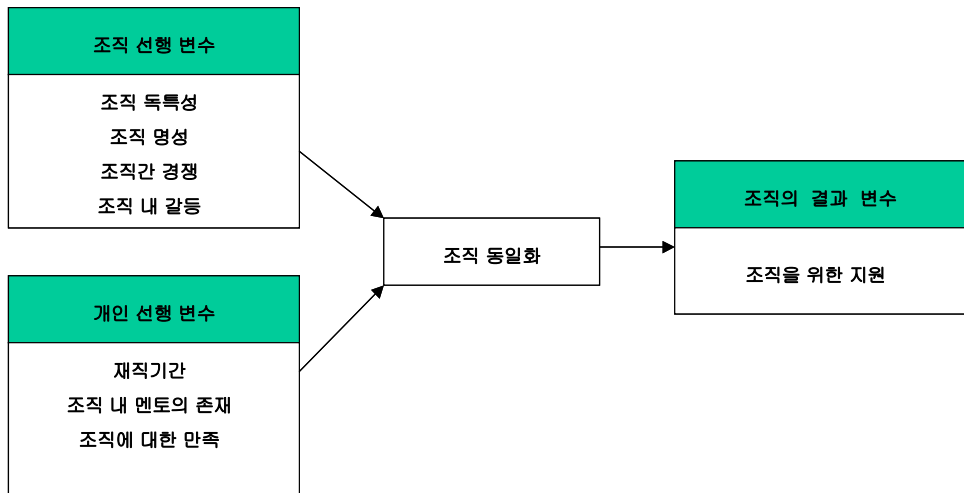 조직 선행 변수
조직 독특성
조직 명성
조직간 경쟁
조직 내 갈등
개인 선행 변수
재직기간
조직 내 멘토의 존재
조직에 대한 만족
조직 동일화
조직의 결과 변수
조직을 위한 지원